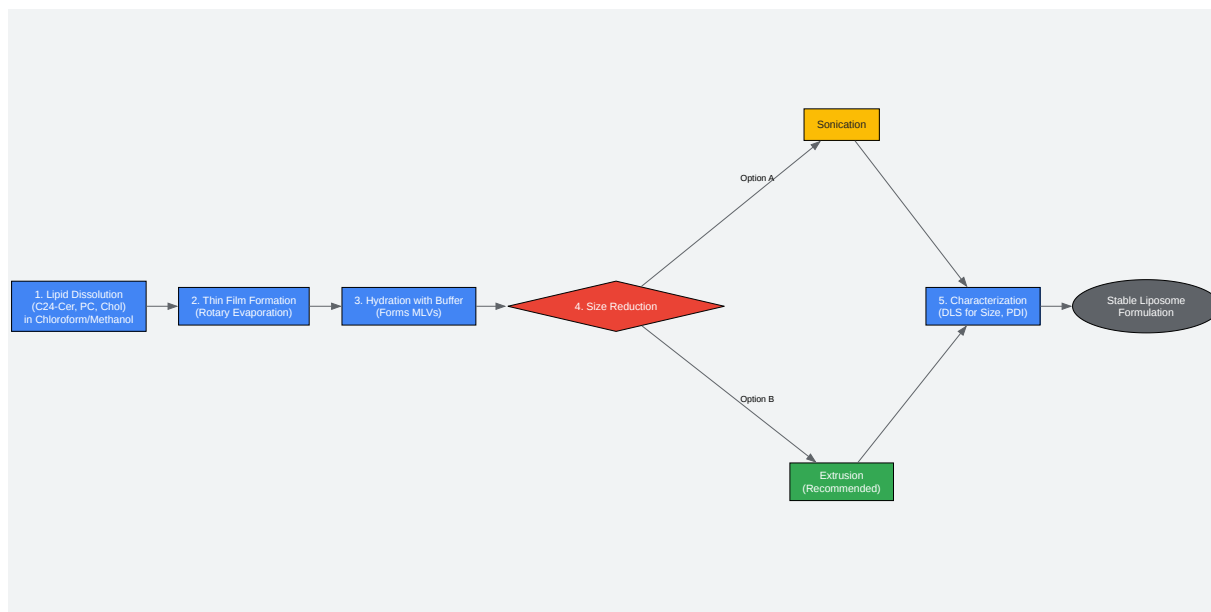 1. Lipid Dissolution
(C24-Cer, PC, Chol)
in Chloroform/Methanol
2. Thin Film Formation
(Rotary Evaporation)
3. Hydration with Buffer
(Forms MLVs)
4. Size Reduction
Option A
Sonication
Option B
Extrusion
(Recommended)
5. Characterization
(DLS for Size, PDI)
Stable Liposome
Formulation